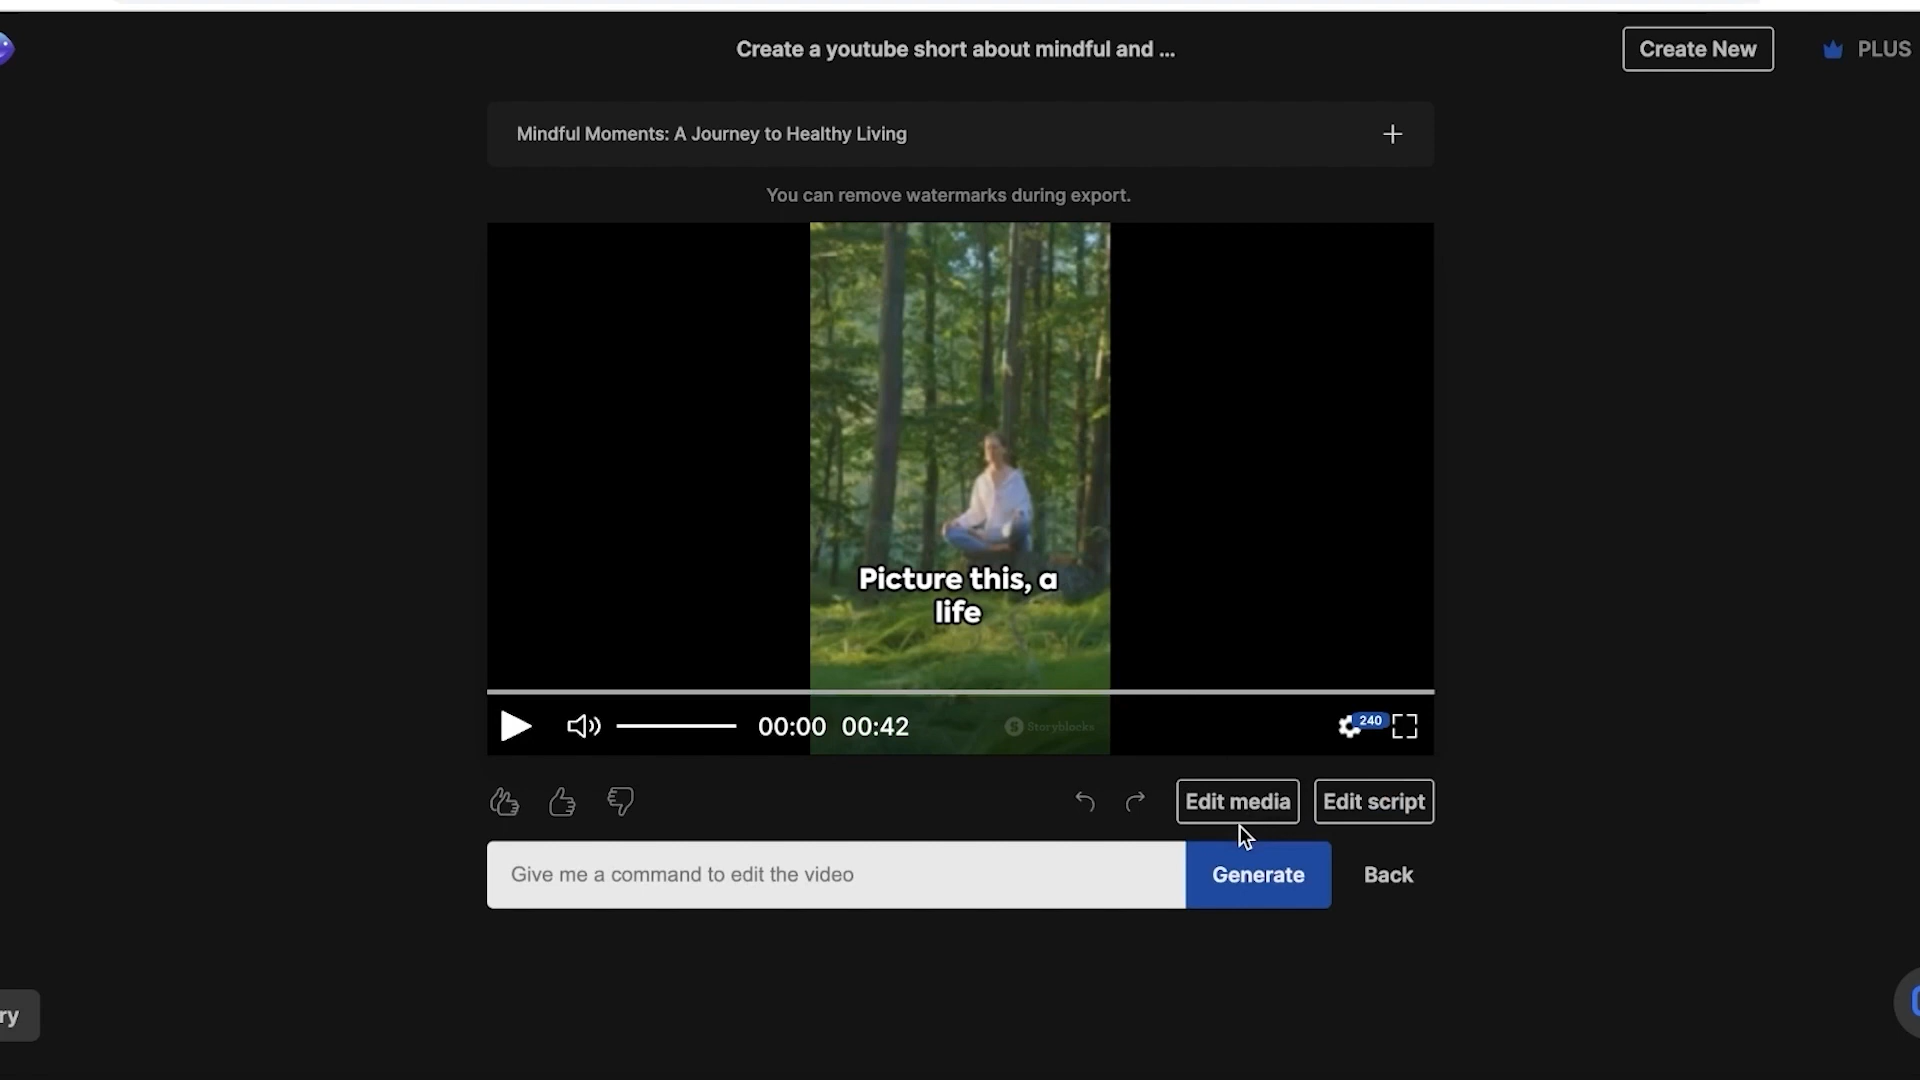 Create a youtube short about mindful and ...
Create New
PLUS
Mindful Moments: A Journey to Healthy Living
You can remove watermarks during export.
Picture this, a
life
00:00 00:42
Storyblocks
240
Edit media
Edit script
Give me a command to edit the video
Generate
Back
ry